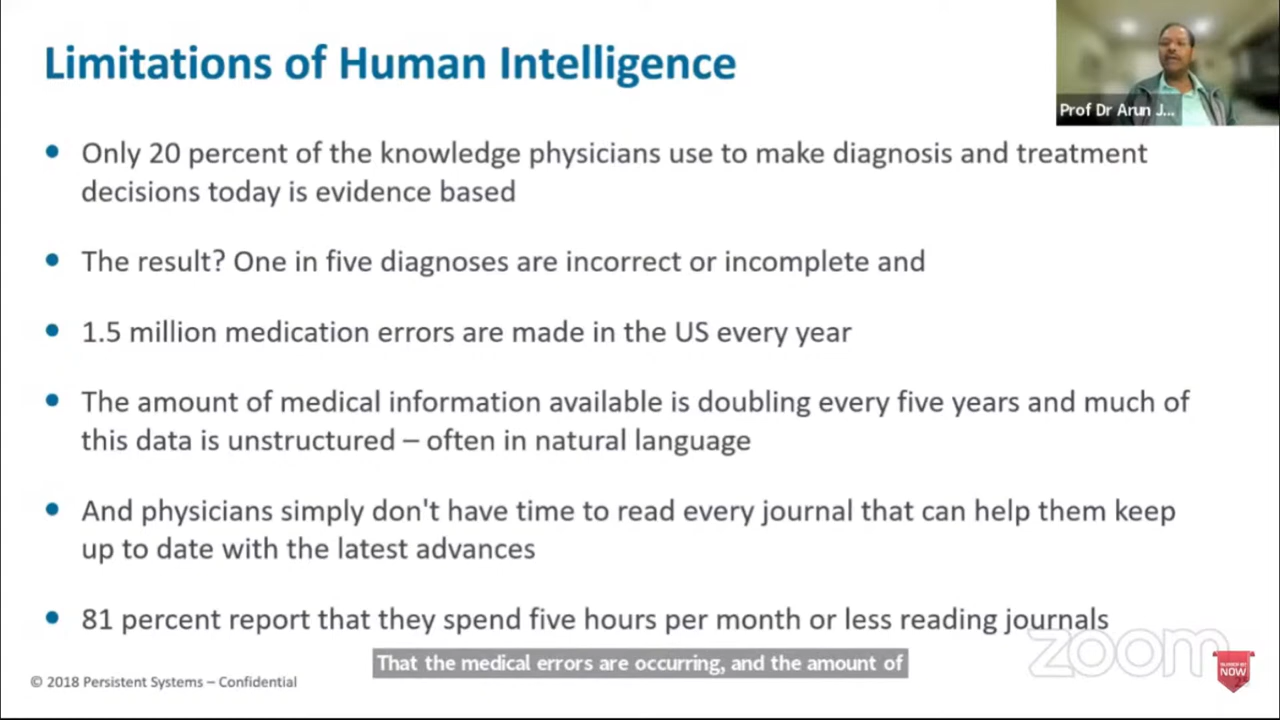 Limitations of Human Intelligence
Prof Dr Arun J...
Only 20 percent of the knowledge physicians use to make diagnosis and treatment
decisions today is evidence based
The result? One in five diagnoses are incorrect or incomplete and
1.5 million medication errors are made in the US every year
The amount of medical information available is doubling every five years and much of
this data is unstructured – often in natural language
And physicians simply don't have time to read every journal that can help them keep
up to date with the latest advances
81 percent report that they spend five hours per month or less reading journals
zoom
That the medical errors are occurring, and the amount of
© 2018 Persistent Systems – Confidential
NOW